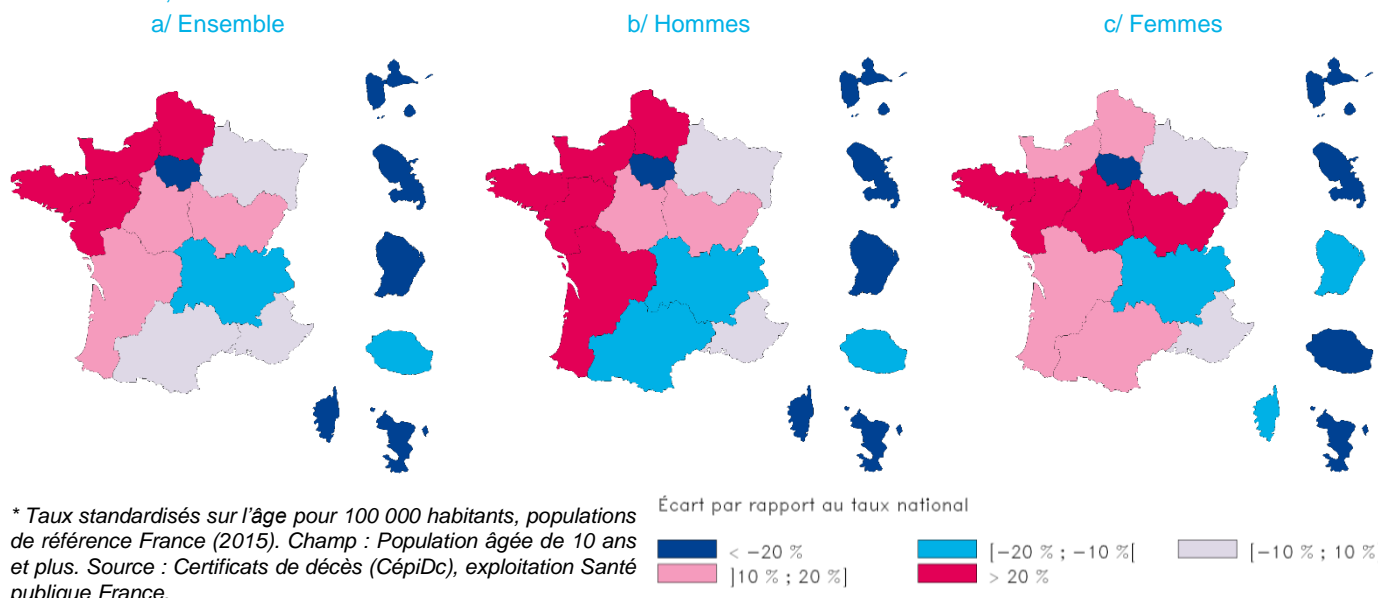 a/ Ensemble
b/ Hommes
c/ Femmes
* Taux standardisés sur l'âge pour 100 000 habitants, populations
de référence France (2015). Champ : Population âgée de 10 ans
et plus. Source : Certificats de décès (CépiDc), exploitation Santé
publique France.
Écart par rapport au taux national
< −20 %
[−20 % ; −10 %[
[−10 % ; 10 %
]10 % ; 20 %]
> 20 %